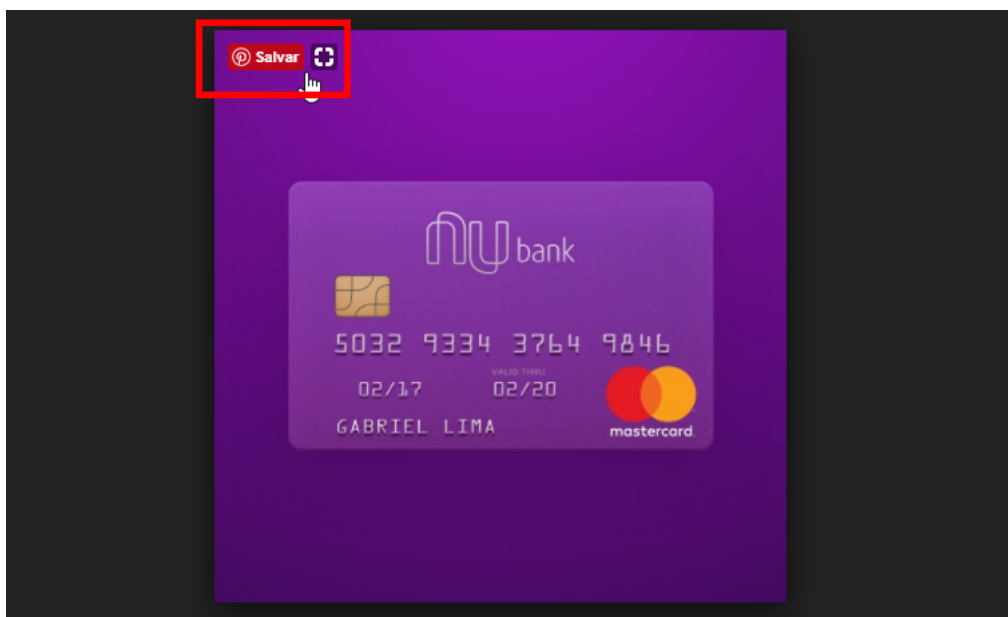 Salvar
nu bank
5032 9334 3764 9846
VALID THRU
02/17 02/20
GABRIEL LIMA
mastercard.